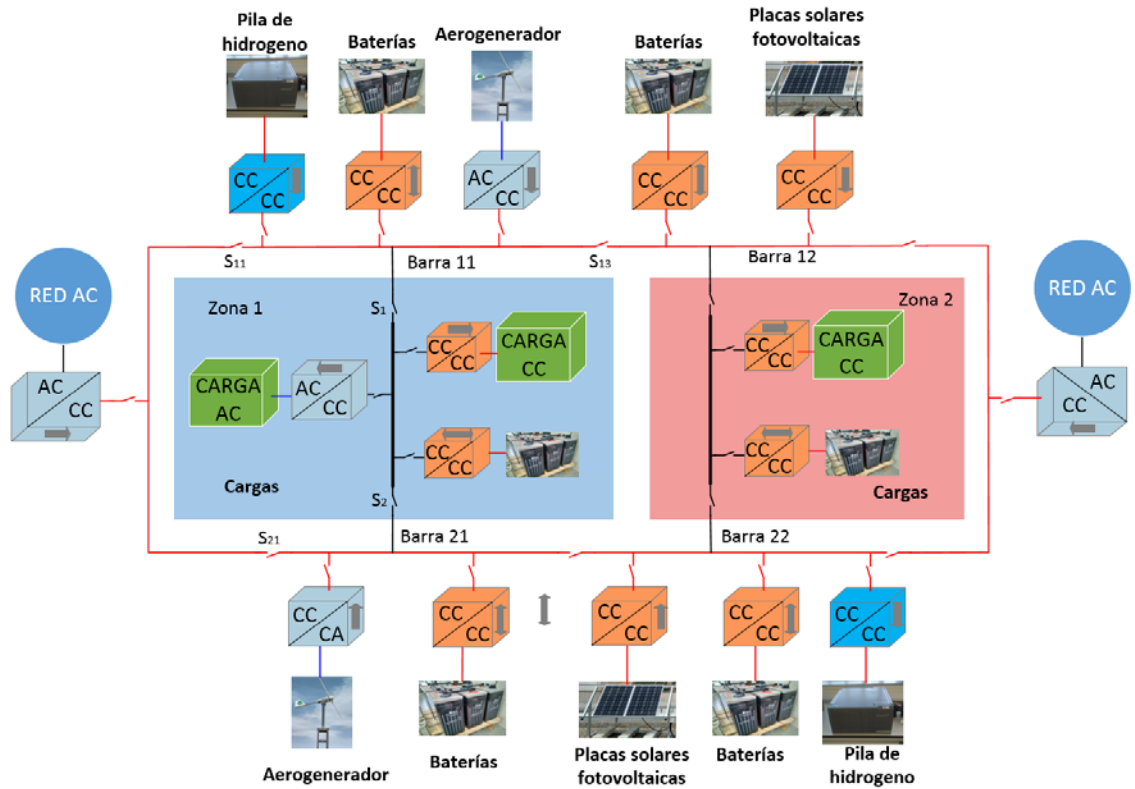 Pila de
hidrogeno
Baterías
Aerogenerador
Baterías
Placas solares
fotovoltaicas
CC
CC
CC
CC
AC
CC
CC
CC
CC
CC
S11
Barra 11
S13
Barra 12
RED AC
RED AC
Zona 1
S1
Zona 2
CC
CC
CARGA
CC
CC
CC
CARGA
CC
AC
CC
CARGA
AC
AC
CC
AC
CC
CC
CC
CC
CC
Cargas
S2
Cargas
S21
Barra 21
Barra 22
CC
CA
CC
CC
CC
CC
CC
CC
CC
CC
Aerogenerador
Baterías
Placas solares
fotovoltaicas
Baterías
Pila de
hidrogeno